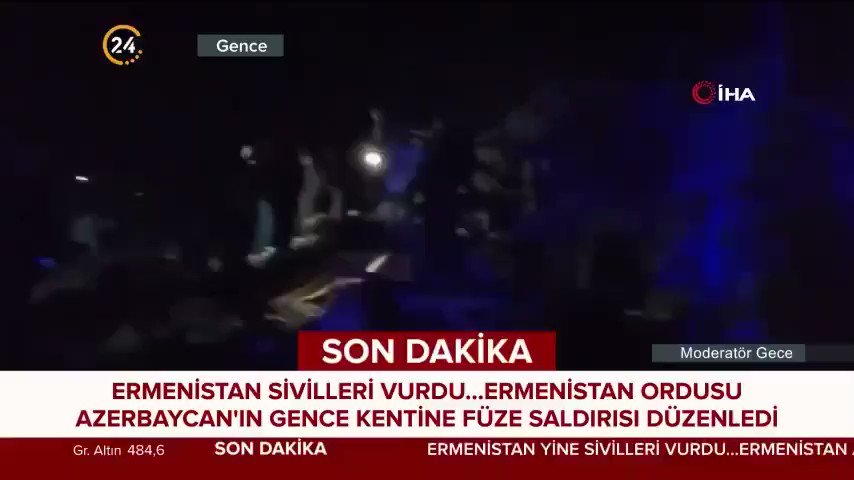 24
Gence
İHA
SON DAKİKA
Moderatör Gece
ERMENİSTAN SİVİLLERİ VURDU...ERMENİSTAN ORDUSU
AZERBAYCAN'IN GENCE KENTİNE FÜZE SALDIRISI DÜZENLEDİ
Gr. Altın 484,6 SON DAKİKA ERMENİSTAN YİNE SİVİLLERİ VURDU...ERMENİSTAN